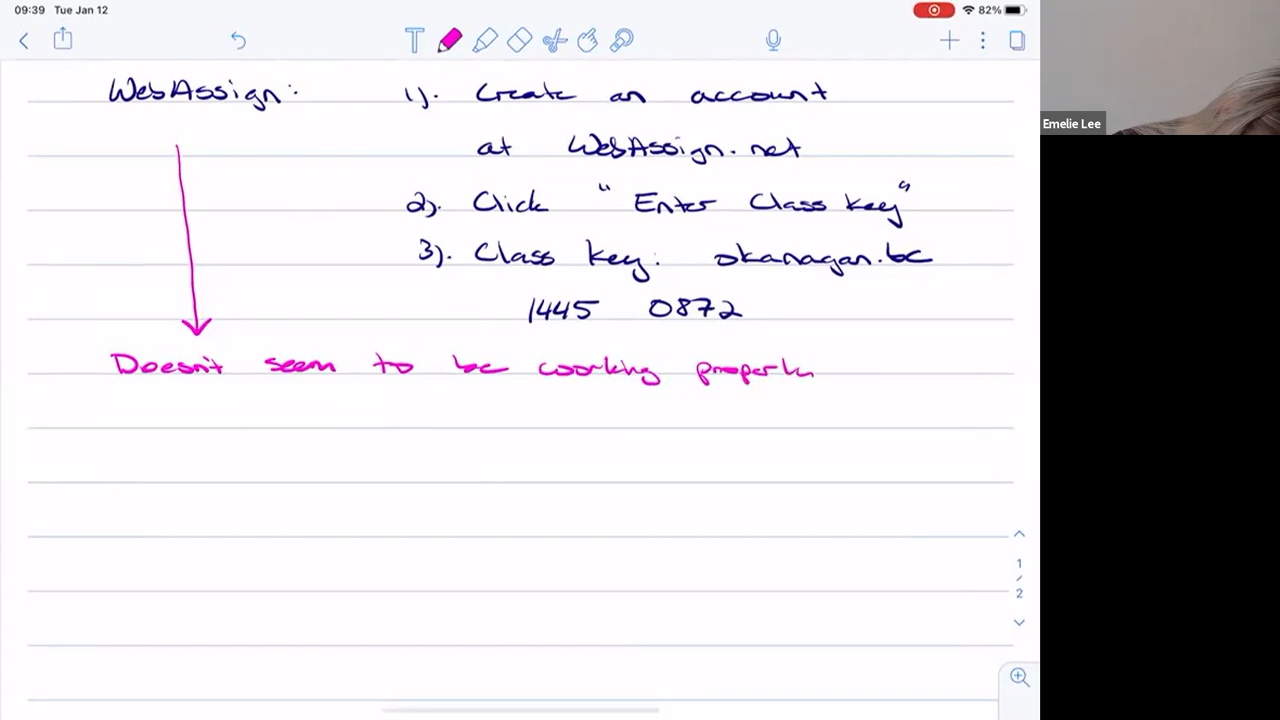 09:39 Tue Jan 12
82%
Emelie Lee
WebAssign: 1). Create an account
at WebAssign.net
2). Click "Enter Class Key"
3). Class Key: okanagan.bc
1445 0872
Doesn't seem to be working properly
1
/
2